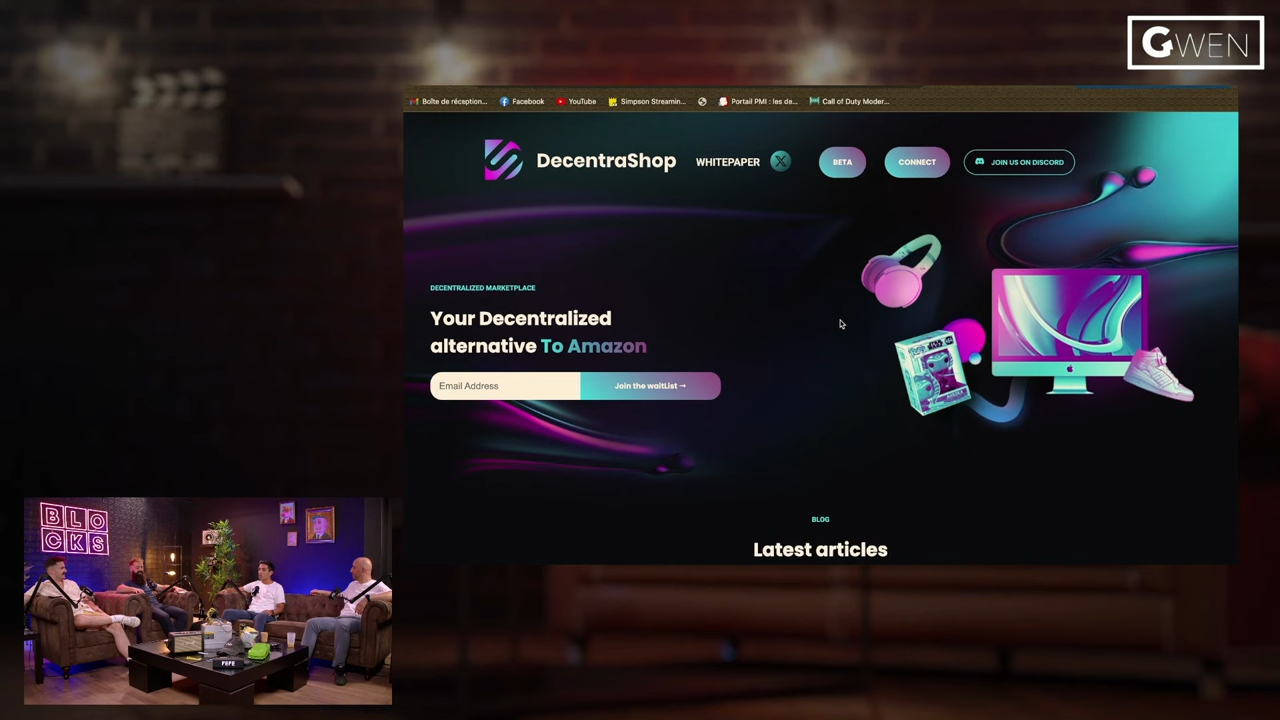 GWEN
Boîte de réception...
Facebook
YouTube
Simpson Streamin...
Portail PMI : les de...
Call of Duty Moder...
DecentraShop
WHITEPAPER
X
BETA
CONNECT
JOIN US ON DISCORD
DECENTRALIZED MARKETPLACE
Your Decentralized
alternative To Amazon
Email Address
Join the waitList →
BLOG
Latest articles
BLO
CKS
FEFE